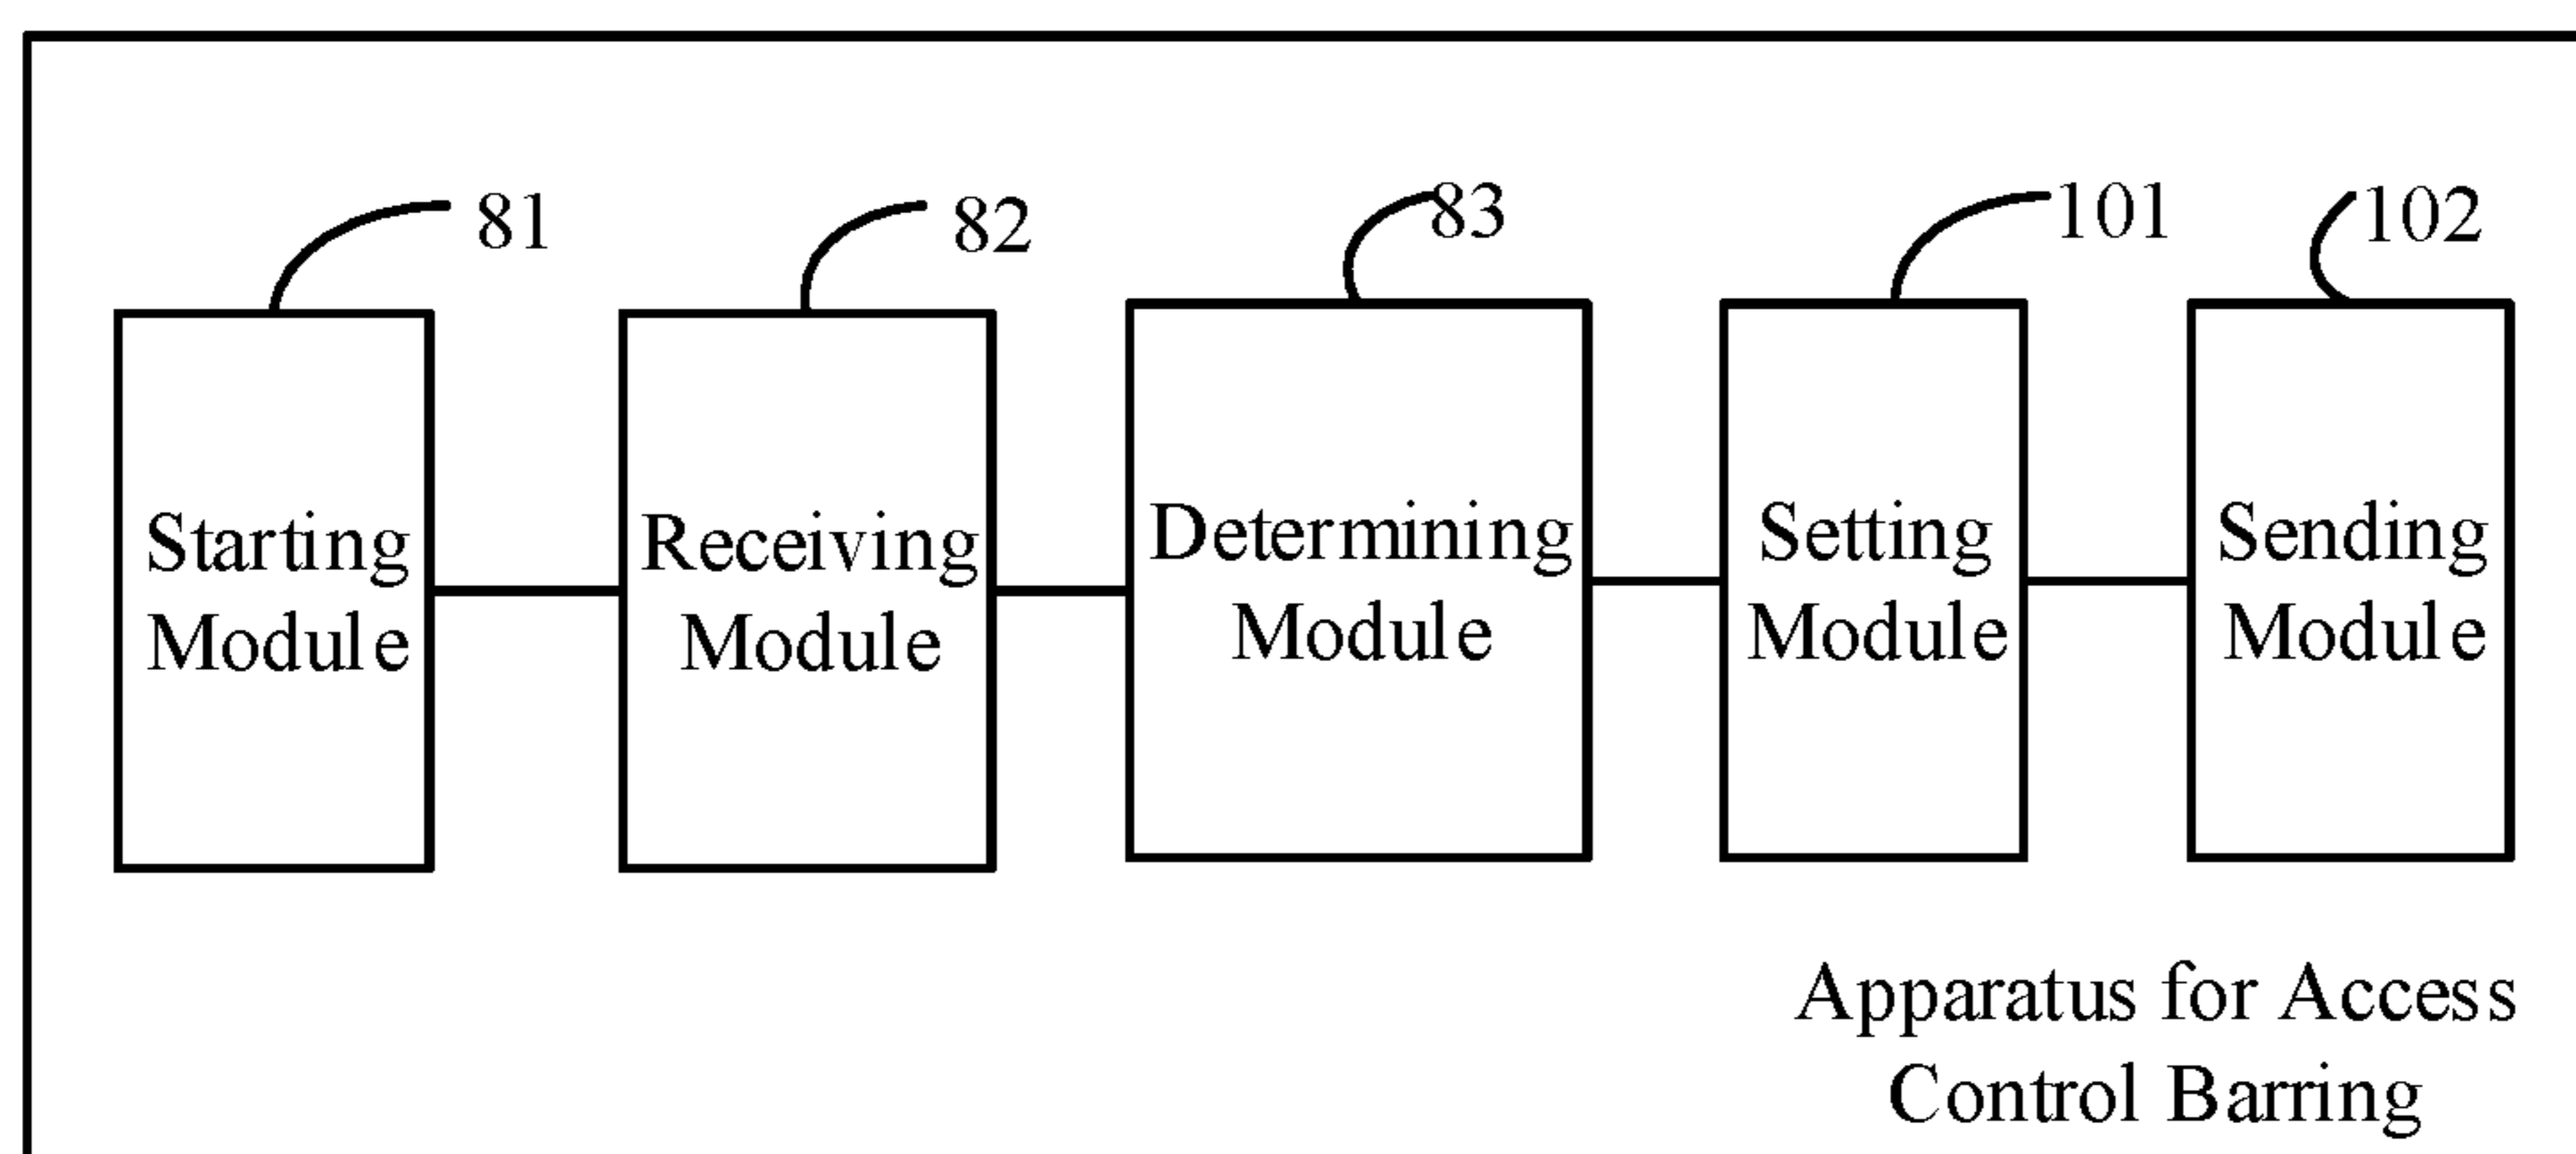 81
82
83
101
102
Starting
Module
Receiving
Module
Determining
Module
Setting
Module
Sending
Module
Apparatus for Access
Control Barring